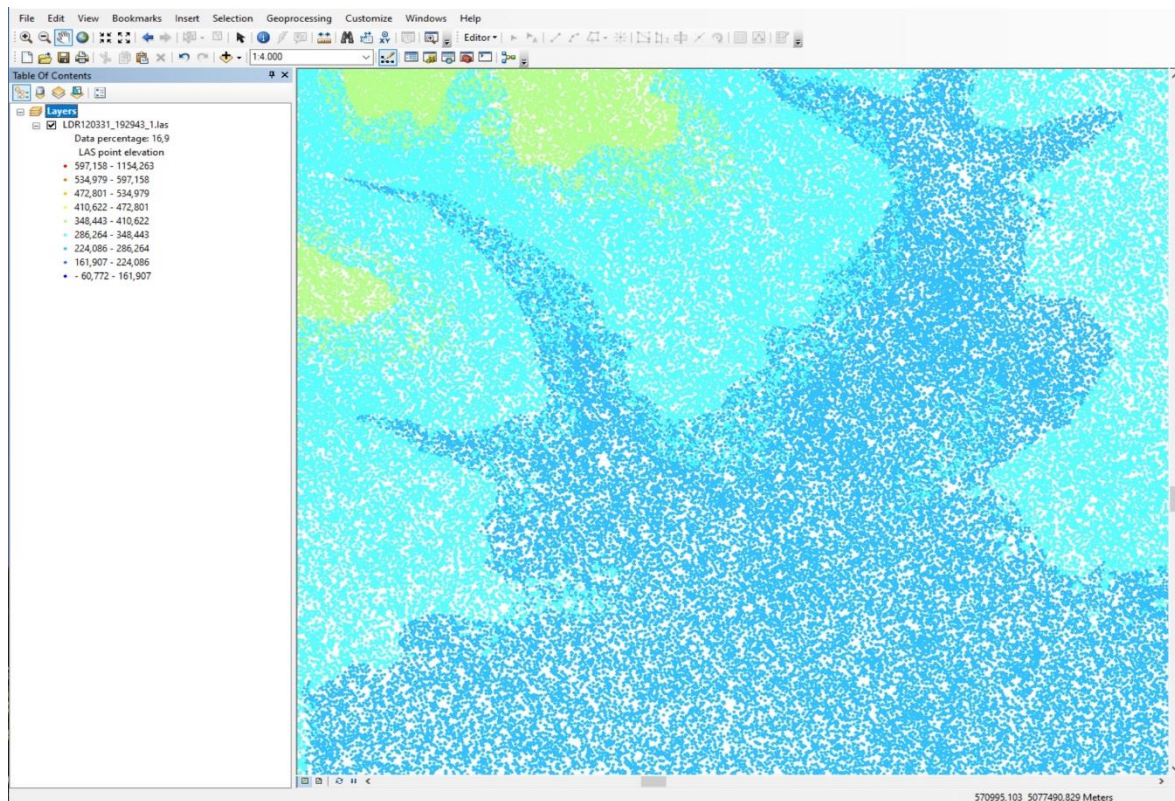 File Edit View Bookmarks Insert Selection Geoprocessing Customize Windows Help
Editor
1:4.000
Table Of Contents
Layers
LDR120331_192943_1.las
Data percentage: 16,9
LAS point elevation
597,158 - 1154,263
534,979 - 597,158
472,801 - 534,979
410,622 - 472,801
348,443 - 410,622
286,264 - 348,443
224,086 - 286,264
161,907 - 224,086
- 60,772 - 161,907
570995,103 5077490,829 Meters